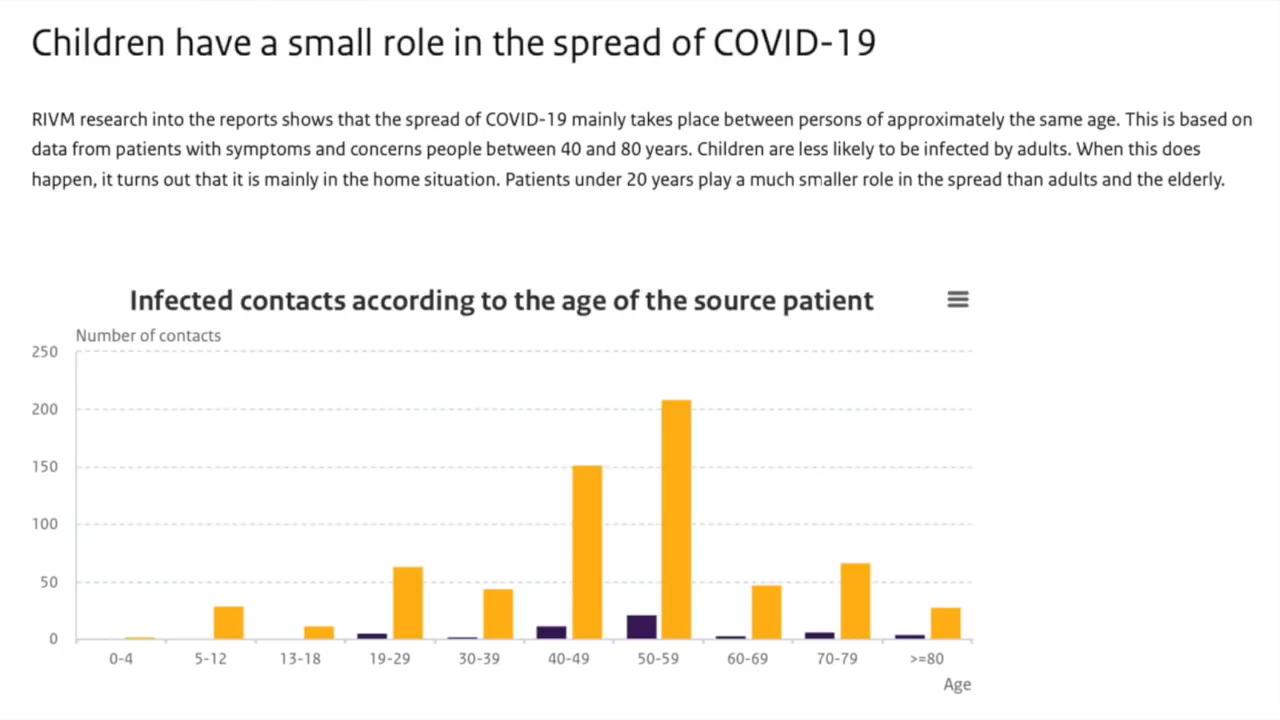 Children have a small role in the spread of COVID-19
RIVM research into the reports shows that the spread of COVID-19 mainly takes place between persons of approximately the same age. This is based on
data from patients with symptoms and concerns people between 40 and 80 years. Children are less likely to be infected by adults. When this does
happen, it turns out that it is mainly in the home situation. Patients under 20 years play a much smaller role in the spread than adults and the elderly.
Infected contacts according to the age of the source patient
Number of contacts
250
200
150
100
50
0
0-4 5-12 13-18 19-29 30-39 40-49 50-59 60-69 70-79 >=80
Age